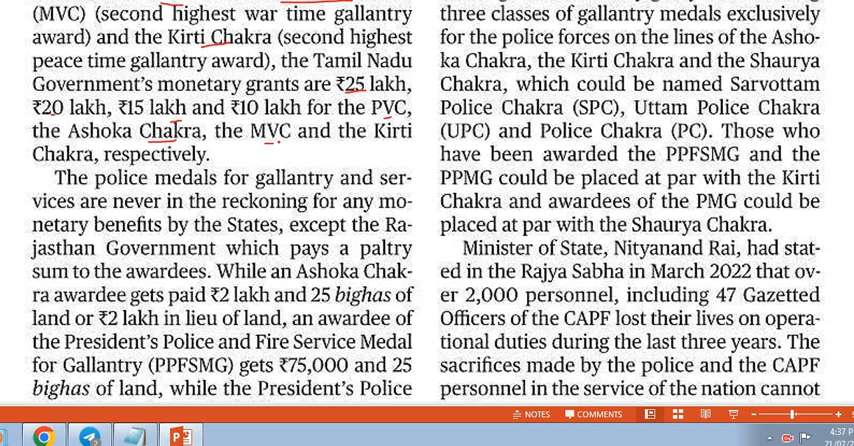 (MVC) (second highest war time gallantry
award) and the Kirti Chakra (second highest
peace time gallantry award), the Tamil Nadu
Government's monetary grants are ₹25 lakh,
₹20 lakh, ₹15 lakh and ₹10 lakh for the PVC,
the Ashoka Chakra, the MVC and the Kirti
Chakra, respectively.
The police medals for gallantry and ser-
vices are never in the reckoning for any mo-
netary benefits by the States, except the Ra-
jasthan Government which pays a paltry
sum to the awardees. While an Ashoka Chak-
ra awardee gets paid ₹2 lakh and 25 bighas of
land or ₹2 lakh in lieu of land, an awardee of
the President's Police and Fire Service Medal
for Gallantry (PPFSMG) gets ₹75,000 and 25
bighas of land, while the President's Police
three classes of gallantry medals exclusively
for the police forces on the lines of the Asho-
ka Chakra, the Kirti Chakra and the Shaurya
Chakra, which could be named Sarvottam
Police Chakra (SPC), Uttam Police Chakra
(UPC) and Police Chakra (PC). Those who
have been awarded the PPFSMG and the
PPMG could be placed at par with the Kirti
Chakra and awardees of the PMG could be
placed at par with the Shaurya Chakra.
Minister of State, Nityanand Rai, had stat-
ed in the Rajya Sabha in March 2022 that ov-
er 2,000 personnel, including 47 Gazetted
Officers of the CAPF lost their lives on opera-
tional duties during the last three years. The
sacrifices made by the police and the CAPF
personnel in the service of the nation cannot
NOTES COMMENTS
4:37 P
21/07/2